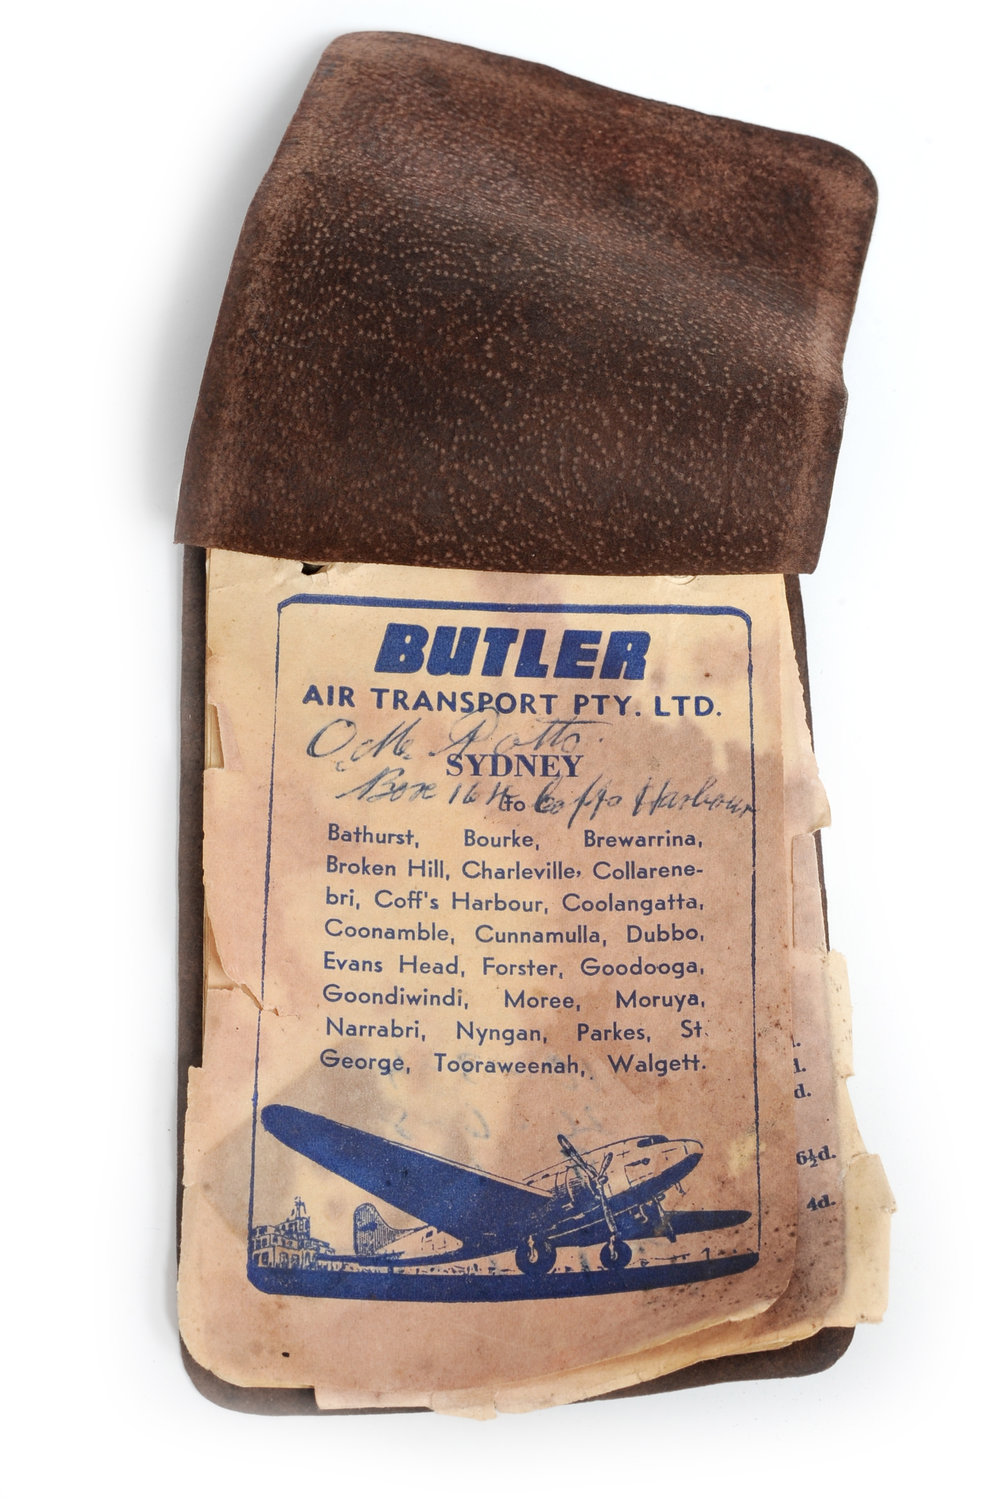 BUTLER
AIR TRANSPORT PTY. LTD.
Potts.
SYDNEY
Box to Coffs Harbour
Bathurst, Bourke, Brewarrina,
Broken Hill, Charleville, Collarene-
bri, Coff's Harbour, Coolangatta,
Coonamble, Cunnamulla, Dubbo,
Evans Head, Forster, Goodooga,
Goondiwindi, Moree, Moruya,
Narrabri, Nyngan, Parkes, St.
George, Tooraweenah, Walgett.
d.
d.
6½d.
4d.